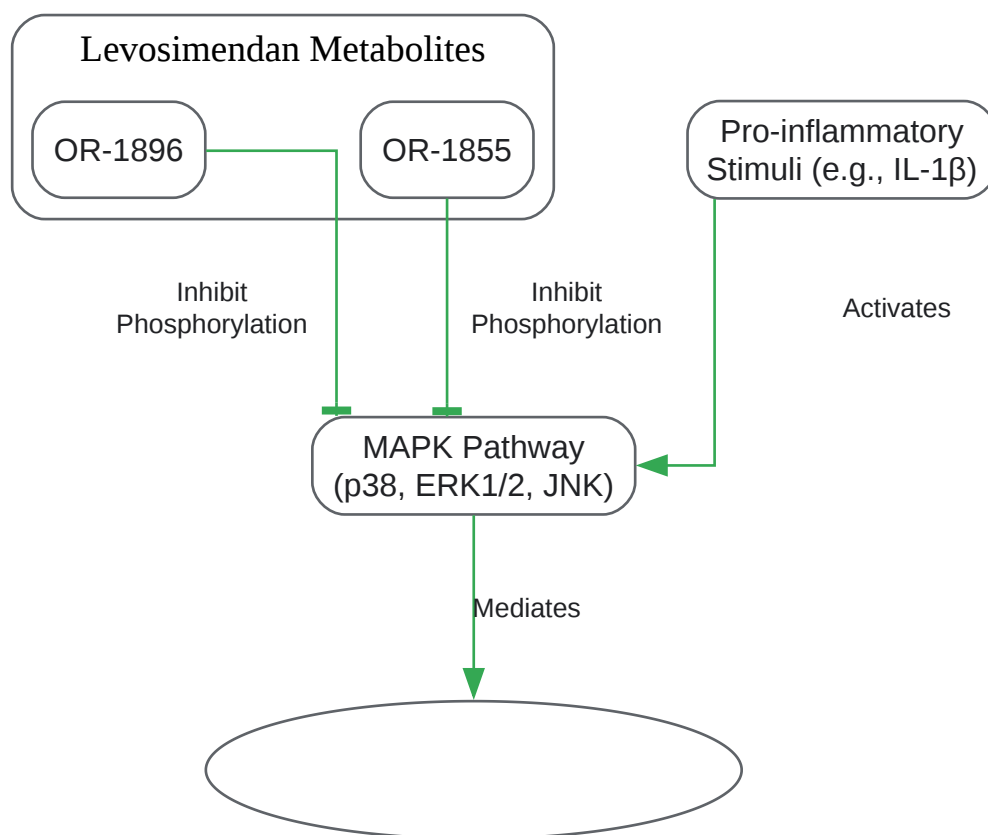 Levosimendan Metabolites
OR-1896
OR-1855
Pro-inflammatory
Stimuli (e.g., IL-1β)
Inhibit
Phosphorylation
Inhibit
Phosphorylation
Activates
MAPK Pathway
(p38, ERK1/2, JNK)
Mediates